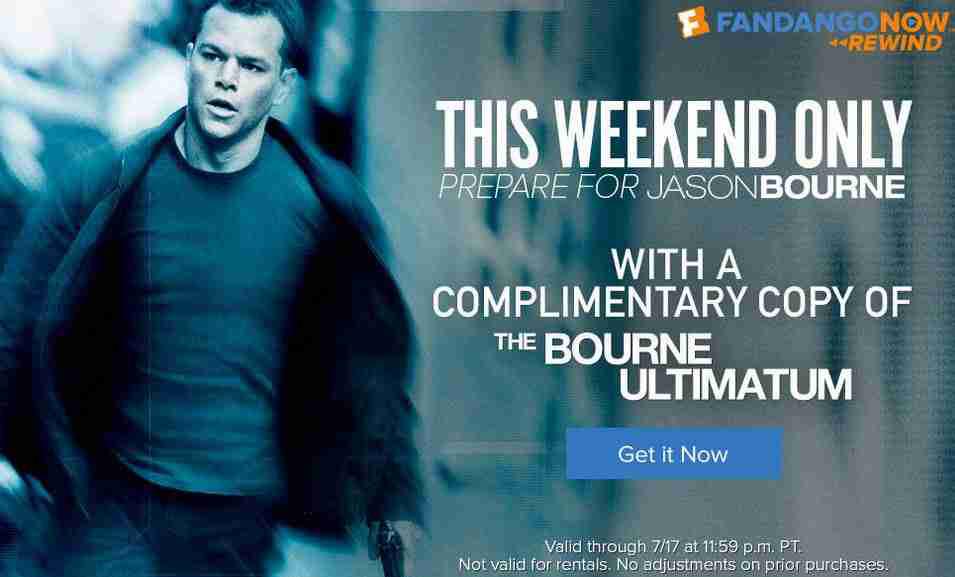 FANDANGONOW
REWIND
THIS WEEKEND ONLY
PREPARE FOR JASONBOURNE
WITH A
COMPLIMENTARY COPY OF
THE BOURNE
ULTIMATUM
Get it Now
Valid through 7/17 at 11:59 p.m. PT.
Not valid for rentals. No adjustments on prior purchases.